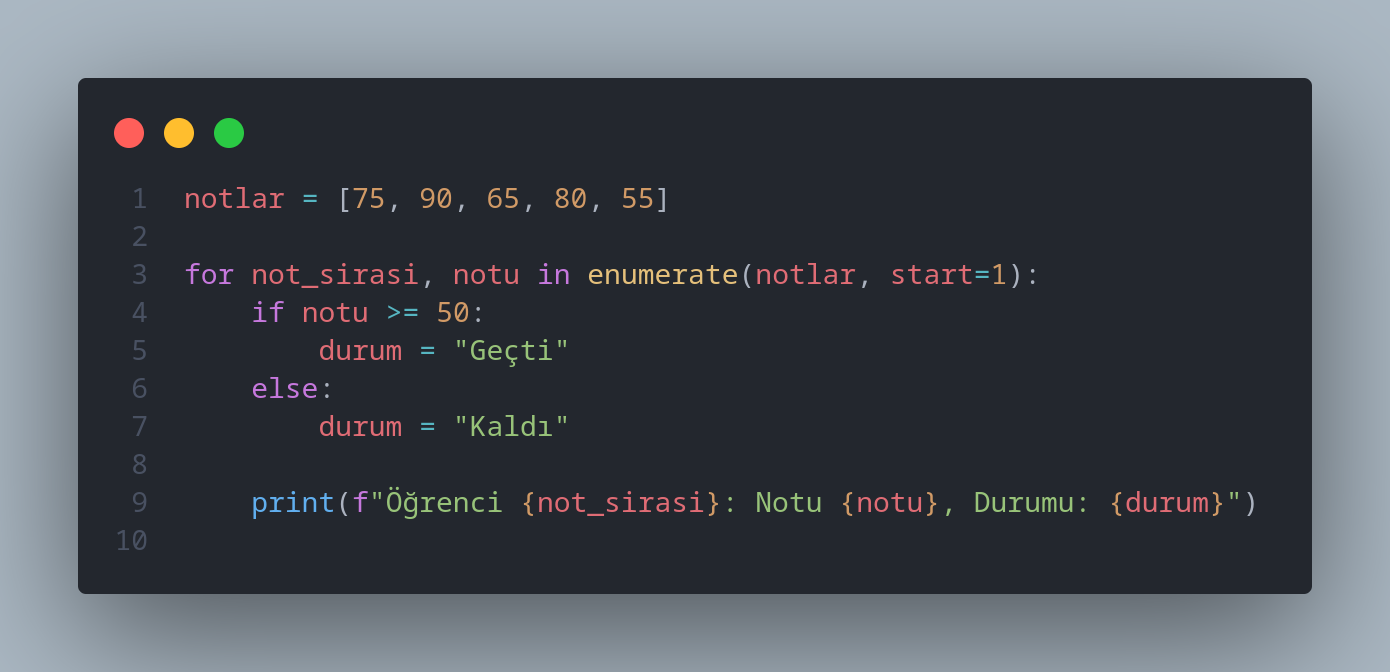 1 notlar = [75, 90, 65, 80, 55]
2
3 for not_sirasi, notu in enumerate(notlar, start=1):
4     if notu >= 50:
5         durum = "Geçti"
6     else:
7         durum = "Kaldı"
8
9     print(f"Öğrenci {not_sirasi}: Notu {notu}, Durumu: {durum}")
10